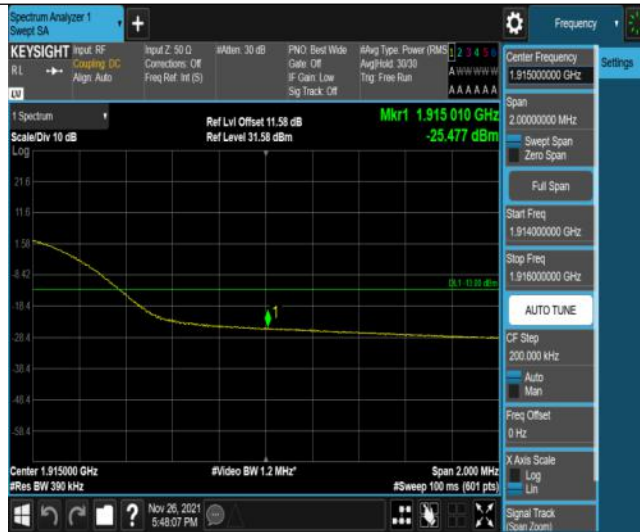 Spectrum Analyzer 1
Swept SA
+
Frequency
KEYSIGHT
RL
Input: RF
Coupling: DC
Align: Auto
Input Z: 50 Ω
Corrections: Off
Freq Ref: Int (S)
#Atten: 30 dB
PNO: Best Wide
Gate: Off
IF Gain: Low
Sig Track: Off
#Avg Type: Power (RMS
Avg|Hold: 30/30
Trig: Free Run
1 2 3 4 5 6
A W W W W W
A A A A A A
LW
1 Spectrum
Scale/Div 10 dB
Ref Lvl Offset 11.58 dB
Ref Level 31.58 dBm
Mkr1 1.915 010 GHz
-25.477 dBm
Log
21.6
11.6
1.58
-8.42
-18.4
-28.4
-38.4
-48.4
-58.4
DL1 -13.00 dBm
1
Center 1.915000 GHz
#Res BW 390 kHz
#Video BW 1.2 MHz*
Span 2.000 MHz
#Sweep 100 ms (601 pts)
?
Nov 26, 2021
5:48:07 PM
Center Frequency
1.915000000 GHz
Settings
Span
2.00000000 MHz
Swept Span
Zero Span
Full Span
Start Freq
1.914000000 GHz
Stop Freq
1.916000000 GHz
AUTO TUNE
CF Step
200.000 kHz
Auto
Man
Freq Offset
0 Hz
X Axis Scale
Log
Lin
Signal Track
(Span Zoom)